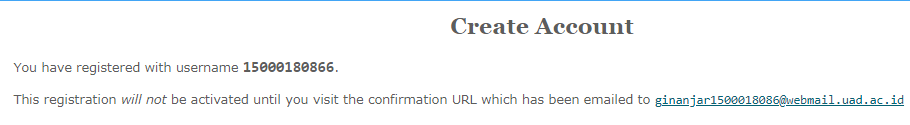 Create Account
You have registered with username 15000180866.
This registration will not be activated until you visit the confirmation URL which has been emailed to ginanjar1500018086@webmail.uad.ac.id